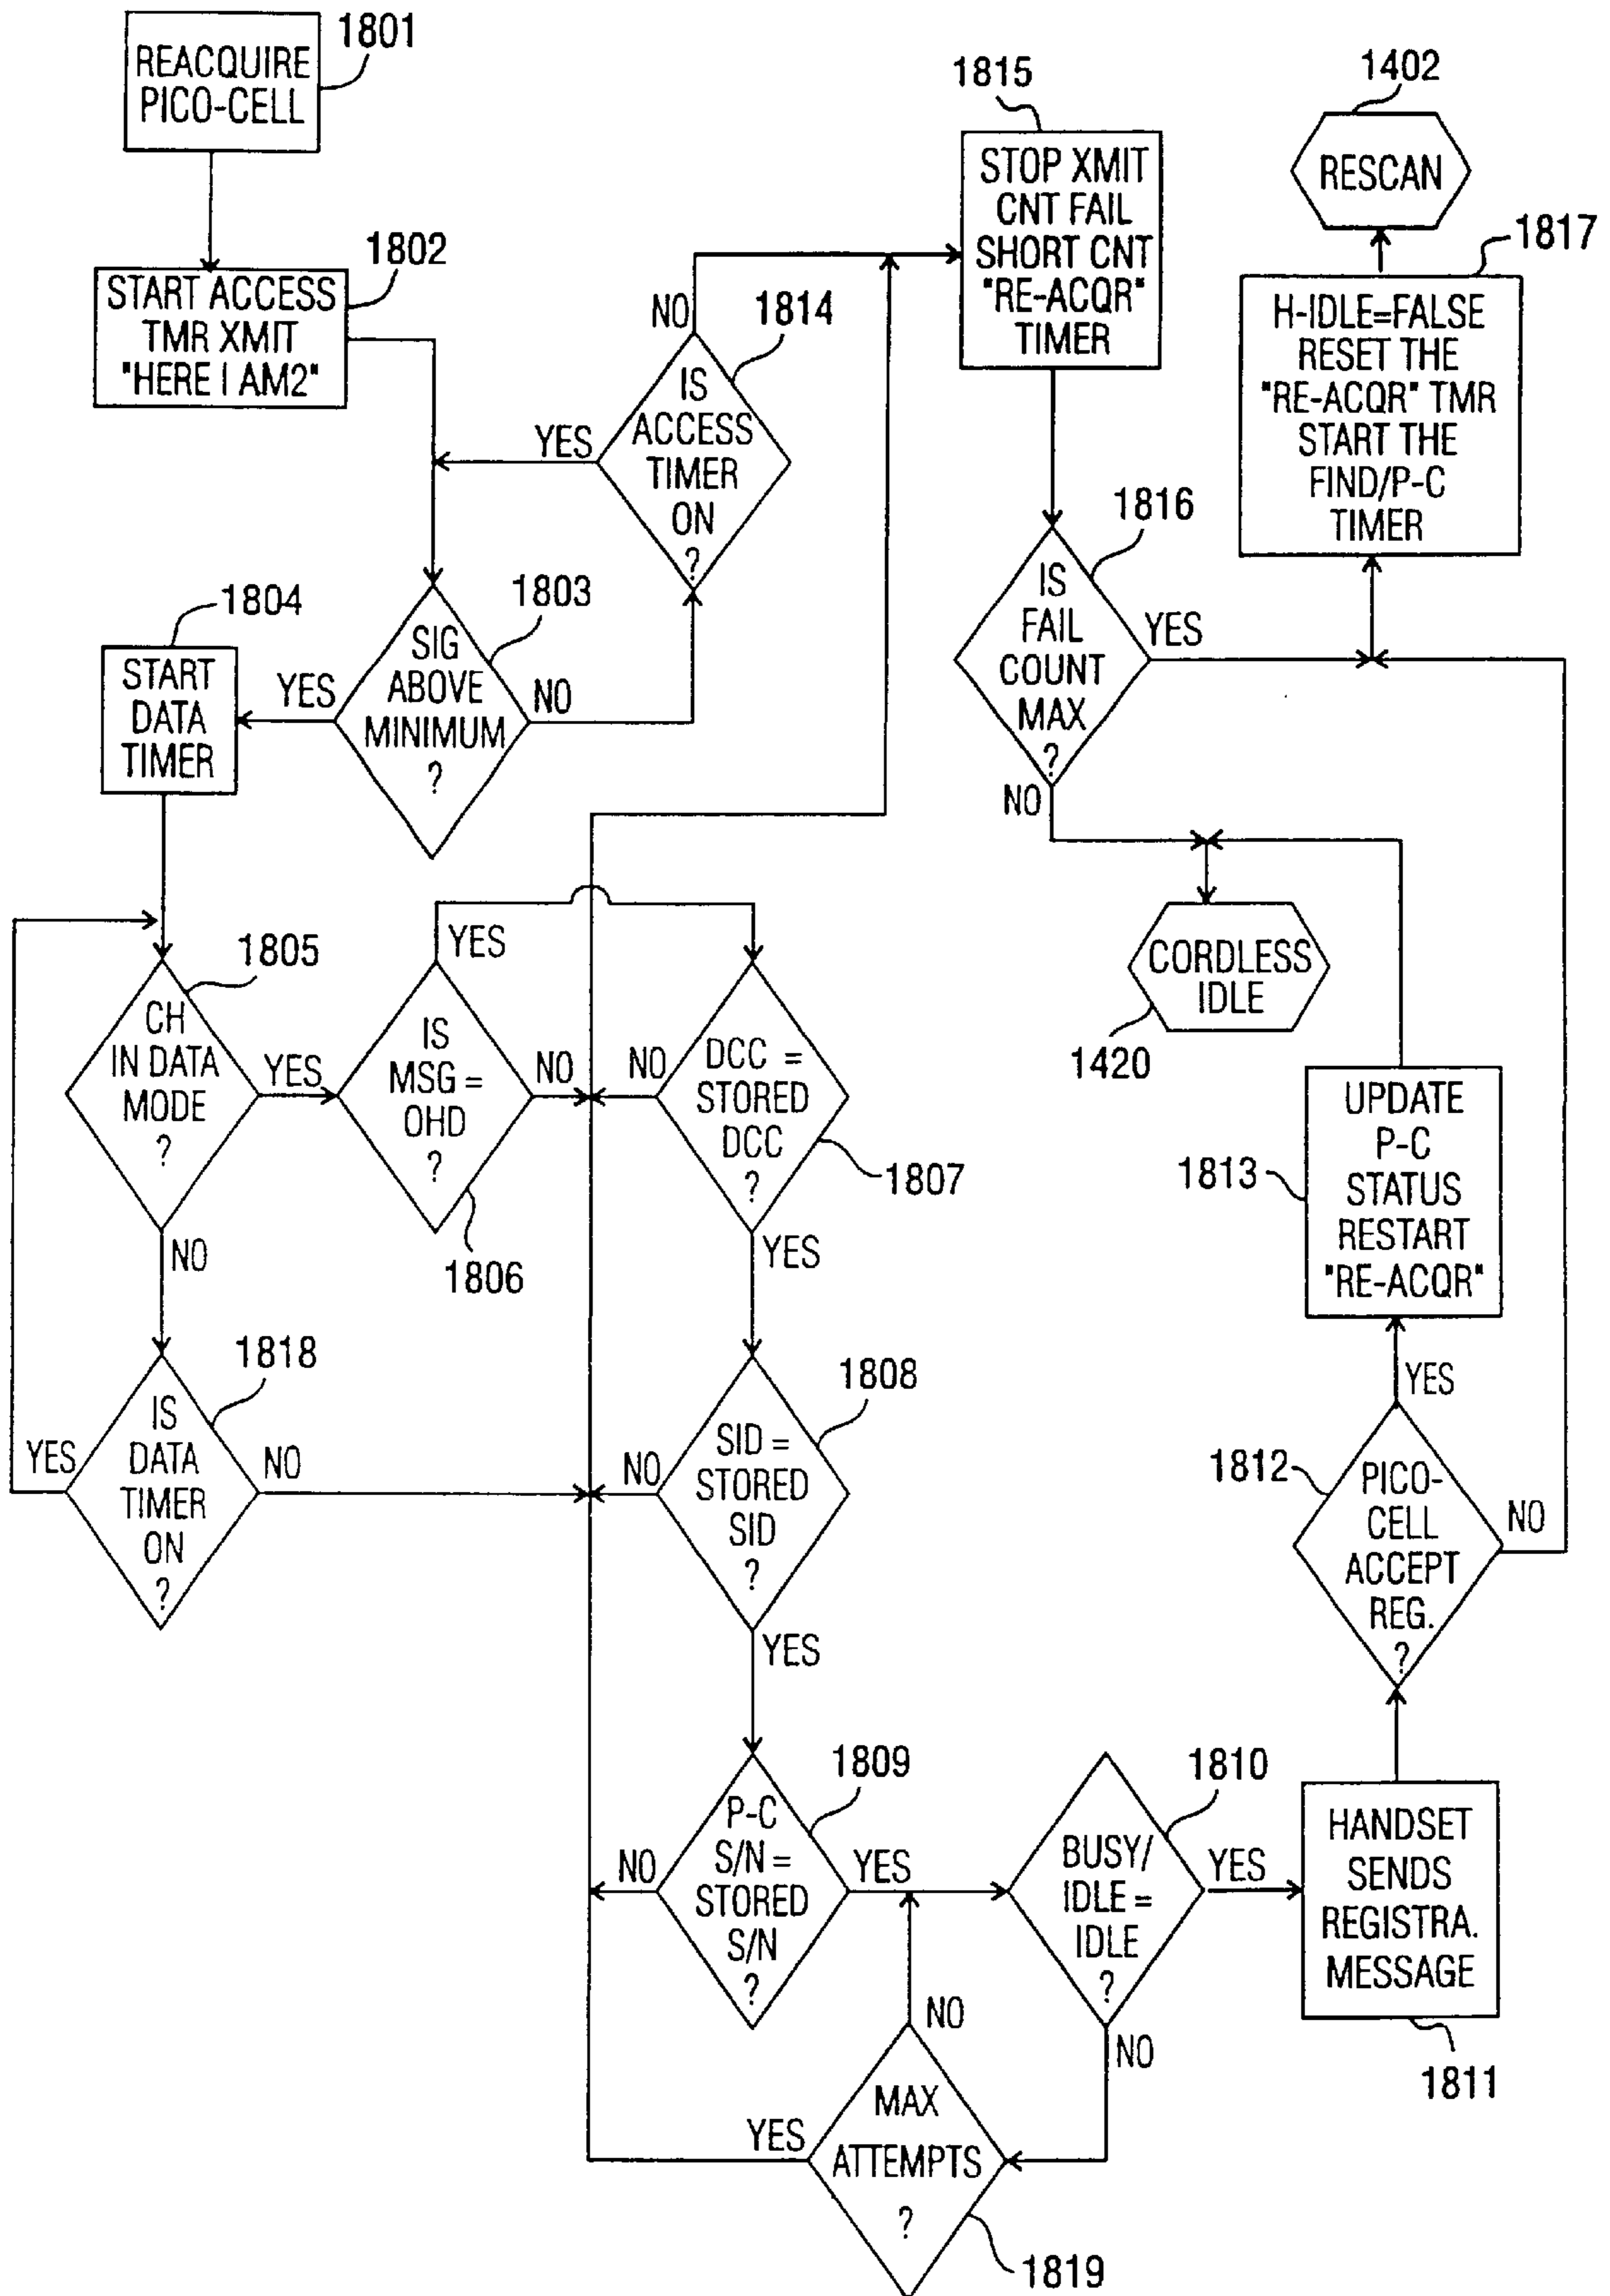 1801
REACQUIRE
PICO-CELL
1802
START ACCESS
TMR XMIT
"HERE I AM2"
1814
IS
ACCESS
TIMER
ON
?
YES
NO
1803
SIG
ABOVE
MINIMUM
?
YES
NO
1804
START
DATA
TIMER
1805
CH
IN DATA
MODE
?
YES
NO
1806
IS
MSG =
OHD
?
YES
NO
1807
DCC =
STORED
DCC
?
NO
YES
1818
IS
DATA
TIMER
ON
?
YES
NO
1808
SID =
STORED
SID
?
NO
YES
1809
P-C
S/N =
STORED
S/N
?
NO
YES
1810
BUSY/
IDLE =
IDLE
?
YES
NO
1819
MAX
ATTEMPTS
?
YES
NO
1811
HANDSET
SENDS
REGISTRA.
MESSAGE
1812
PICO-
CELL
ACCEPT
REG.
?
YES
NO
1813
UPDATE
P-C
STATUS
RESTART
"RE-ACQR"
1815
STOP XMIT
CNT FAIL
SHORT CNT
"RE-ACQR"
TIMER
1816
IS
FAIL
COUNT
MAX
?
YES
NO
CORDLESS
IDLE
1420
1817
H-IDLE=FALSE
RESET THE
"RE-ACQR" TMR
START THE
FIND/P-C
TIMER
1402
RESCAN